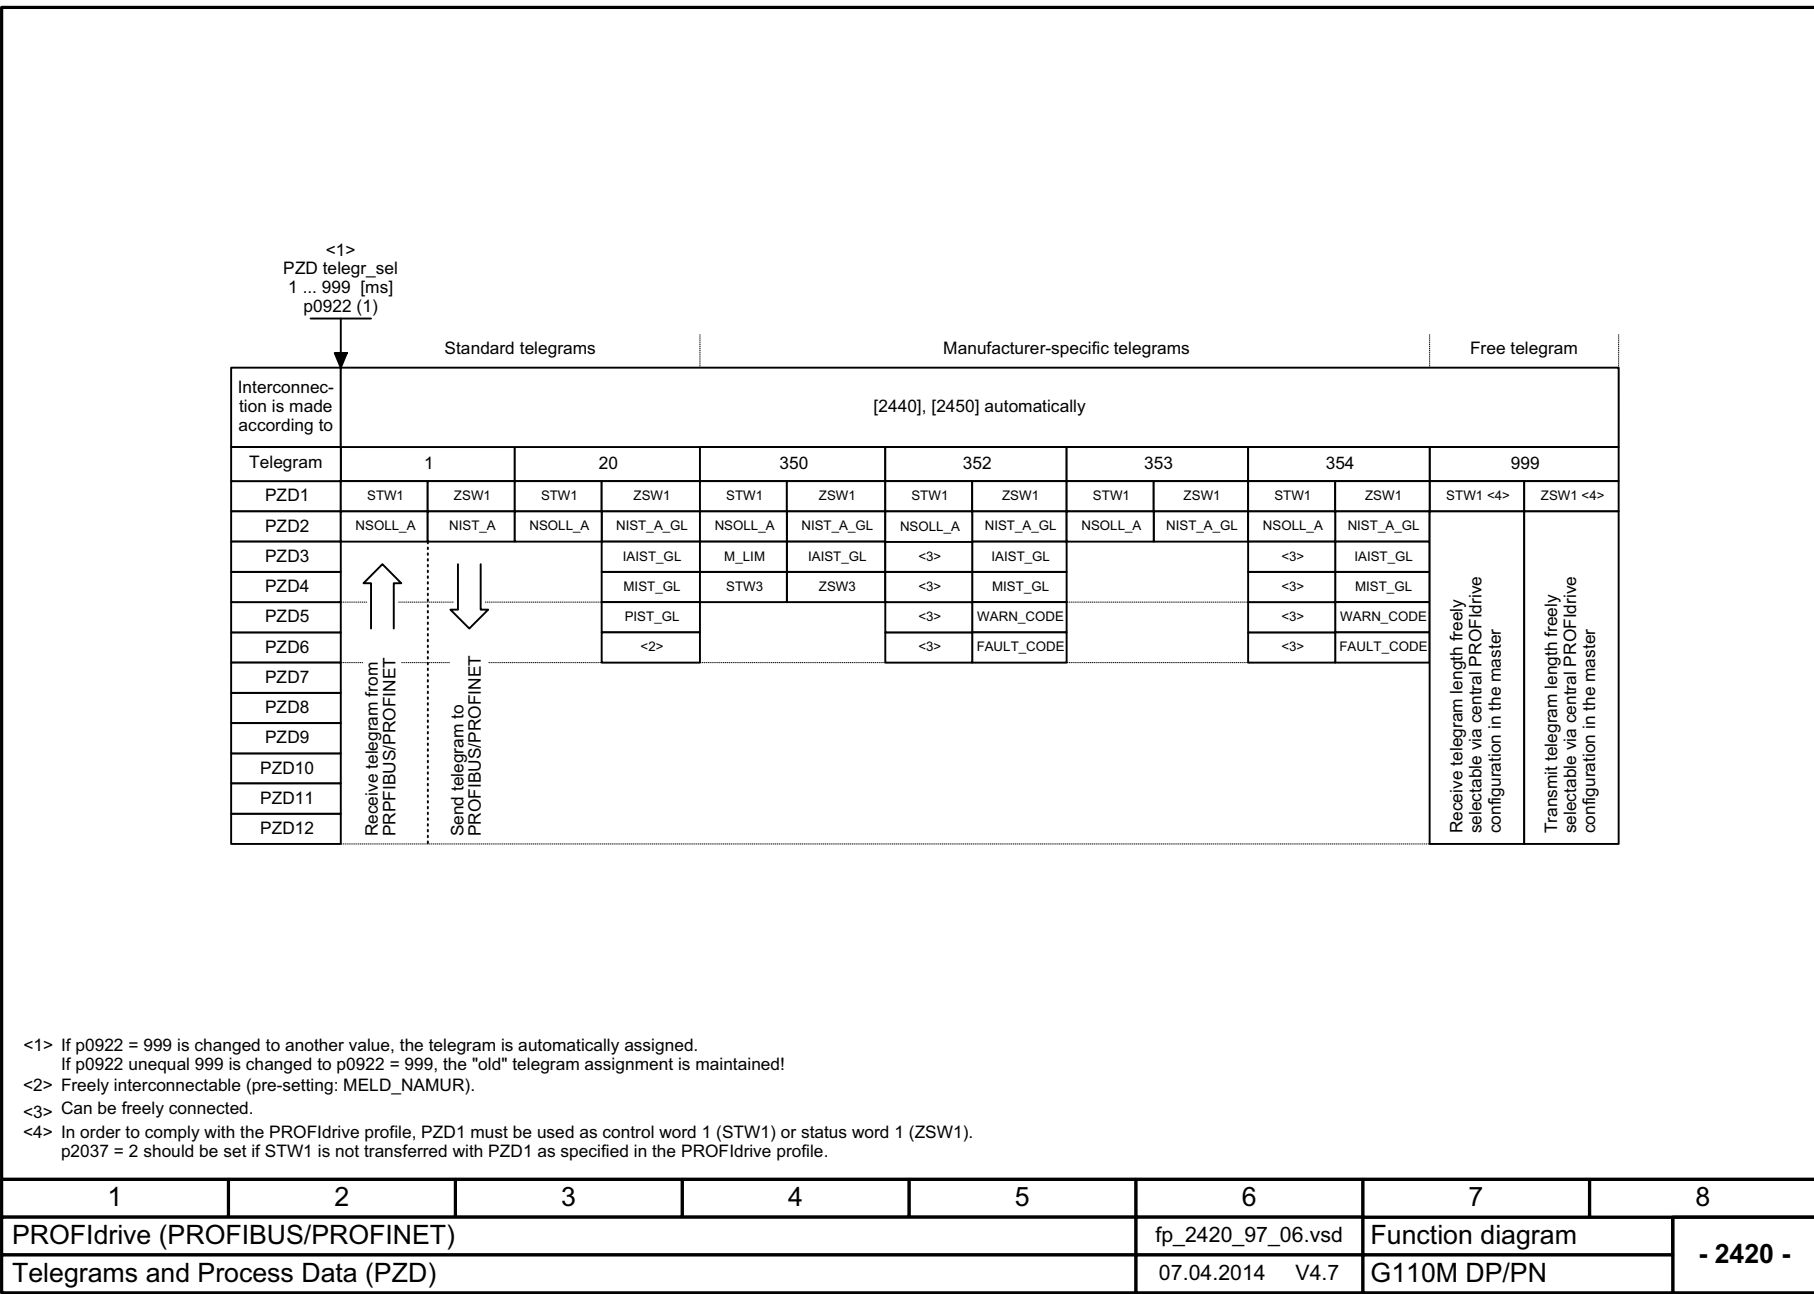 <1>
PZD telegr_sel
1 ... 999 [ms]
p0922 (1)
Standard telegrams Manufacturer-specific telegrams Free telegram
Interconnec-
tion is made
according to
[2440], [2450] automatically
Telegram 1 20 350 352 353 354 999
PZD1 STW1 ZSW1 STW1 ZSW1 STW1 ZSW1 STW1 ZSW1 STW1 ZSW1 STW1 ZSW1 STW1 <4> ZSW1 <4>
PZD2 NSOLL_A NIST_A NSOLL_A NIST_A_GL NSOLL_A NIST_A_GL NSOLL_A NIST_A_GL NSOLL_A NIST_A_GL NSOLL_A NIST_A_GL
PZD3 IAIST_GL M_LIM IAIST_GL <3> IAIST_GL <3> IAIST_GL
PZD4 MIST_GL STW3 ZSW3 <3> MIST_GL <3> MIST_GL
PZD5 PIST_GL <3> WARN_CODE <3> WARN_CODE
PZD6 <2> <3> FAULT_CODE <3> FAULT_CODE
PZD7
PZD8
PZD9
PZD10
PZD11
PZD12
Receive telegram from
PRPFIBUS/PROFINET
Send telegram to
PROFIBUS/PROFINET
Receive telegram length freely
selectable via central PROFIdrive
configuration in the master
Transmit telegram length freely
selectable via central PROFIdrive
configuration in the master
<1> If p0922 = 999 is changed to another value, the telegram is automatically assigned.
If p0922 unequal 999 is changed to p0922 = 999, the "old" telegram assignment is maintained!
<2> Freely interconnectable (pre-setting: MELD_NAMUR).
<3> Can be freely connected.
<4> In order to comply with the PROFIdrive profile, PZD1 must be used as control word 1 (STW1) or status word 1 (ZSW1).
p2037 = 2 should be set if STW1 is not transferred with PZD1 as specified in the PROFIdrive profile.
1 2 3 4 5 6 7 8
PROFIdrive (PROFIBUS/PROFINET) fp_2420_97_06.vsd Function diagram
- 2420 -
Telegrams and Process Data (PZD) 07.04.2014 V4.7 G110M DP/PN